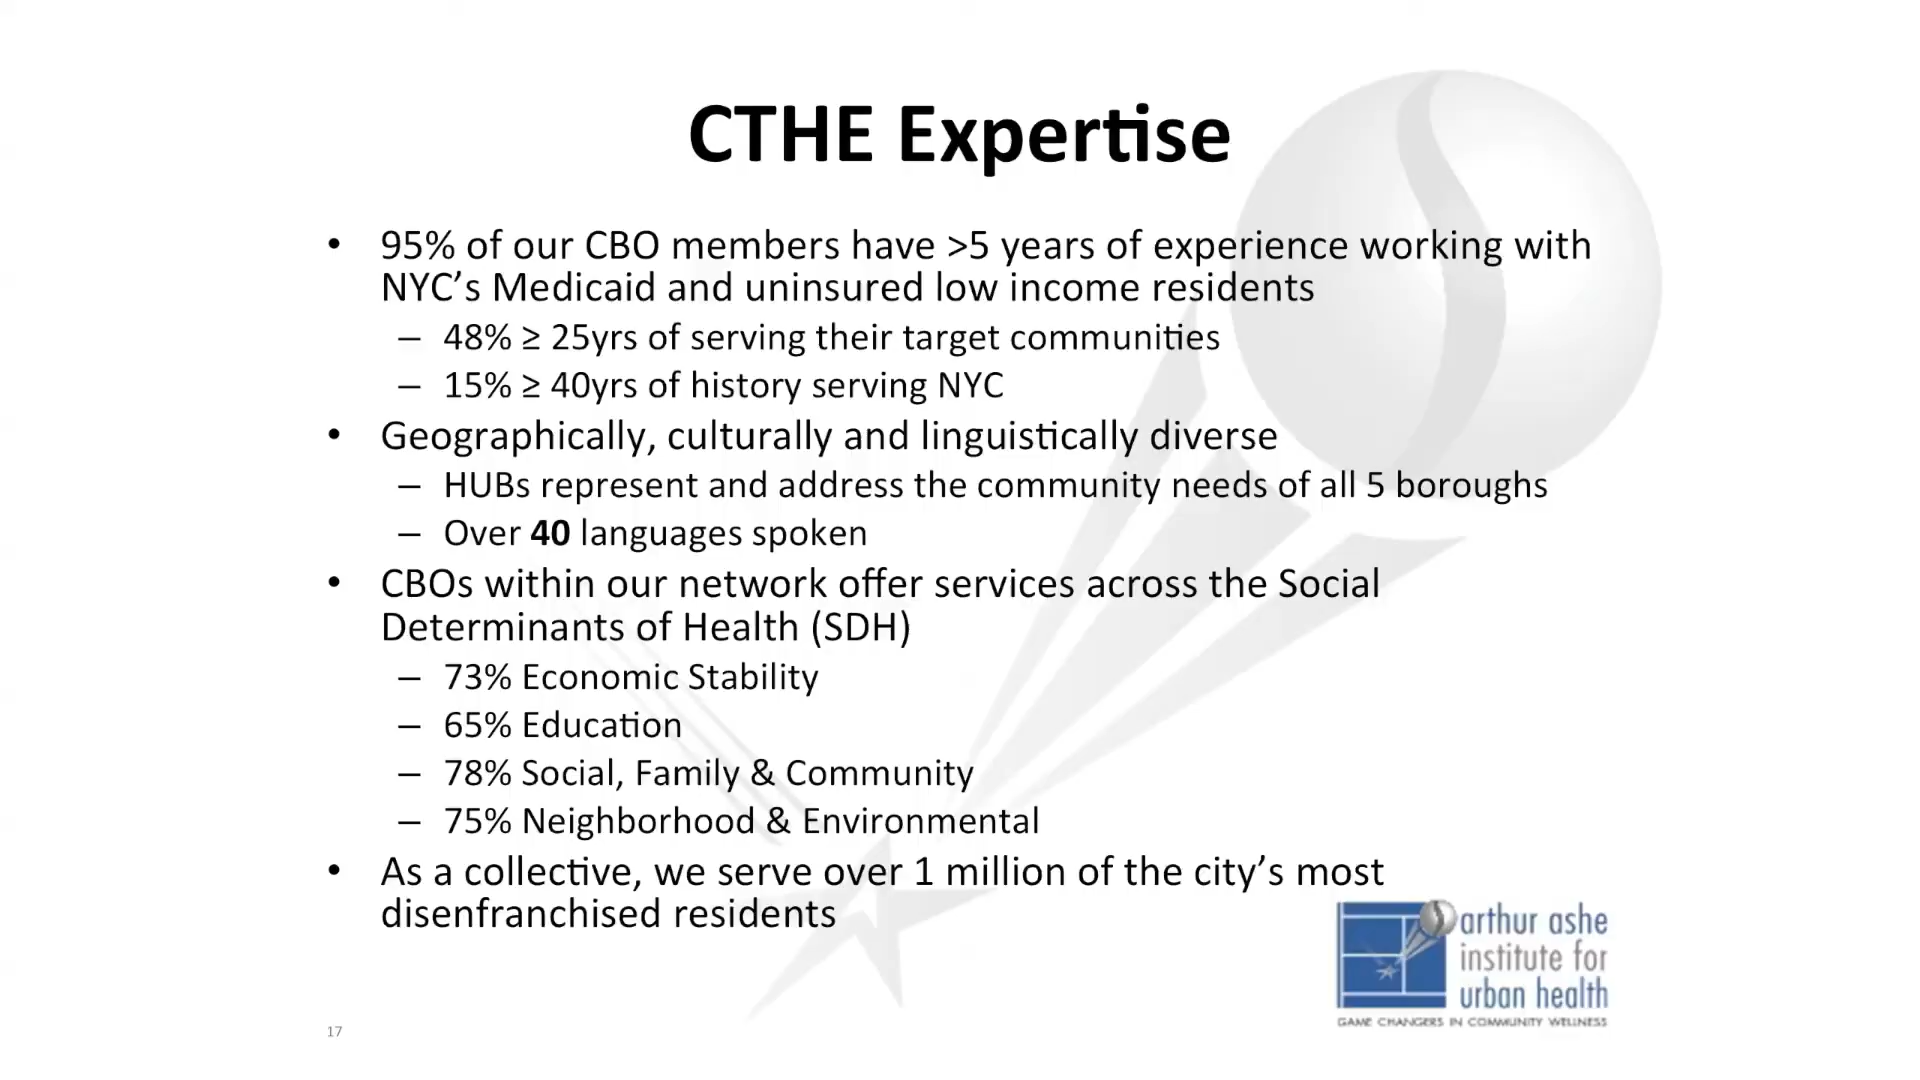 CTHE Expertise
• 95% of our CBO members have >5 years of experience working with
NYC’s Medicaid and uninsured low income residents
– 48% ≥ 25yrs of serving their target communities
– 15% ≥ 40yrs of history serving NYC
• Geographically, culturally and linguistically diverse
– HUBs represent and address the community needs of all 5 boroughs
– Over 40 languages spoken
• CBOs within our network offer services across the Social
Determinants of Health (SDH)
– 73% Economic Stability
– 65% Education
– 78% Social, Family & Community
– 75% Neighborhood & Environmental
• As a collective, we serve over 1 million of the city’s most
disenfranchised residents
arthur ashe
institute for
urban health
GAME CHANGERS IN COMMUNITY WELLNESS
17